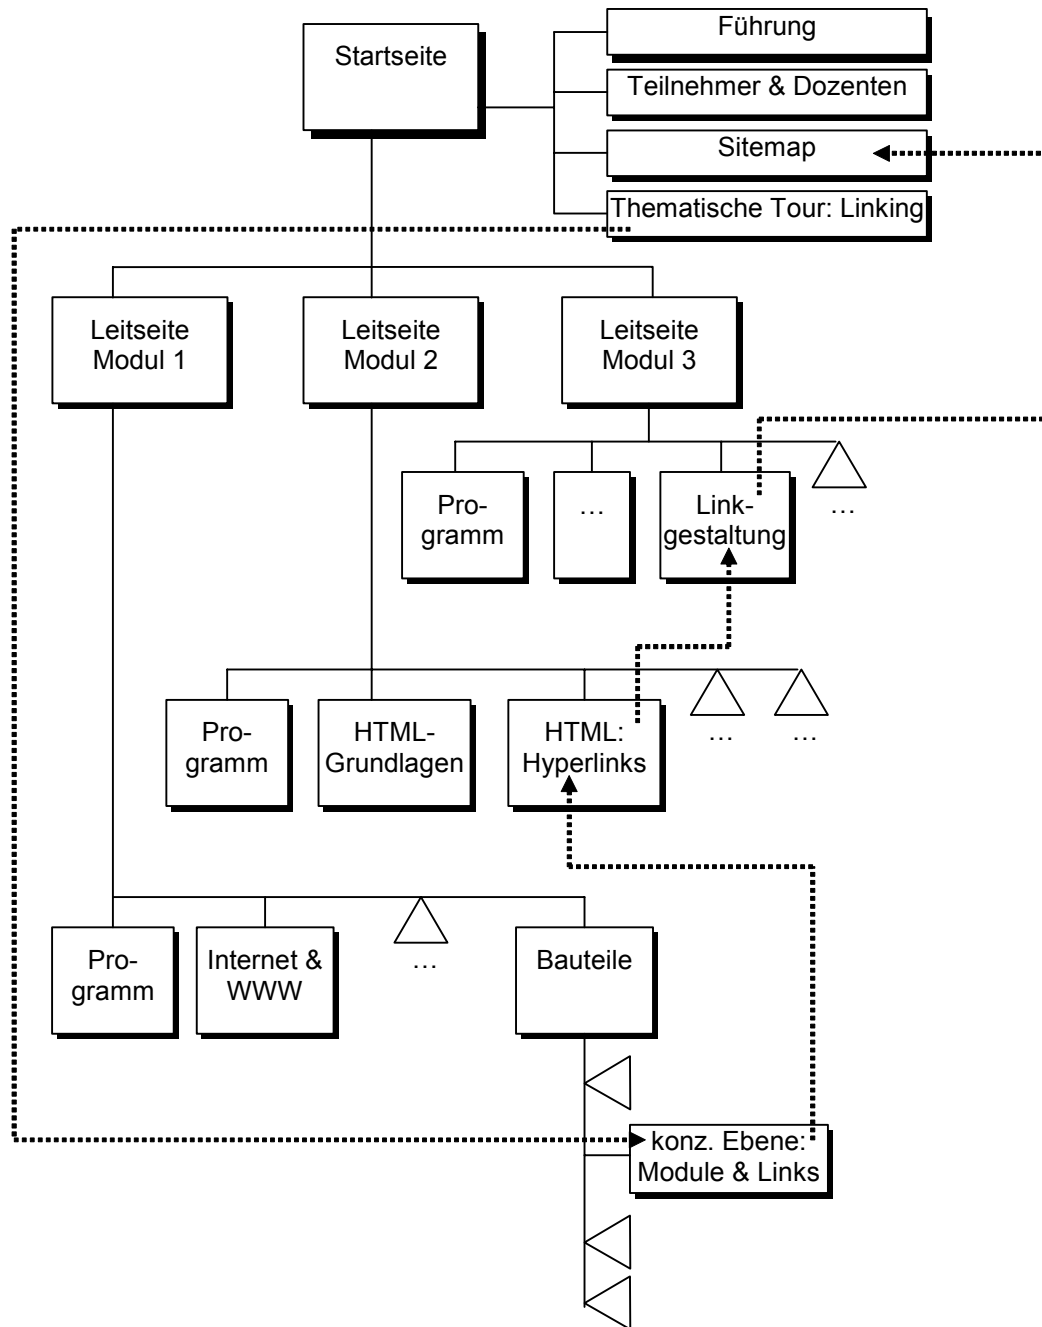 Startseite
Führung
Teilnehmer & Dozenten
Sitemap
Thematische Tour: Linking
Leitseite
Modul 1
Leitseite
Modul 2
Leitseite
Modul 3
Pro-
gramm
…
Link-
gestaltung
…
Pro-
gramm
HTML-
Grundlagen
HTML:
Hyperlinks
…
…
Pro-
gramm
Internet &
WWW
…
Bauteile
konz. Ebene:
Module & Links